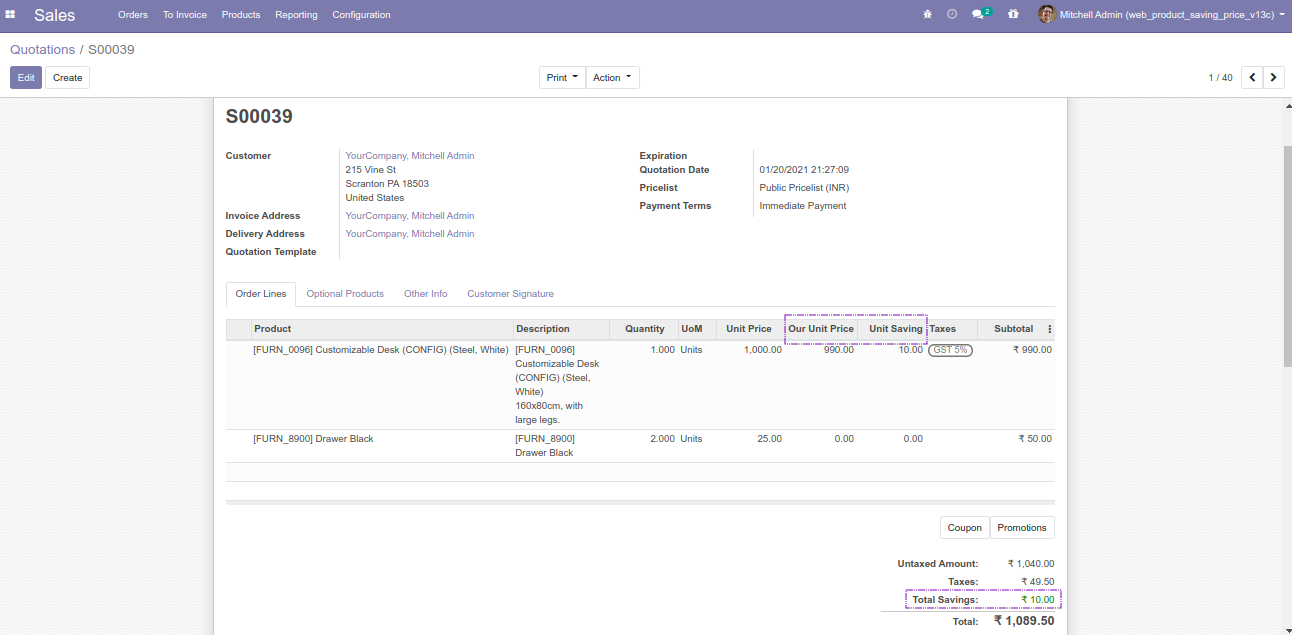 Sales Orders To Invoice Products Reporting Configuration 2 Mitchell Admin (web_product_saving_price_v13c)
Quotations / S00039
Edit Create Print Action 1 / 40
S00039
Customer YourCompany, Mitchell Admin Expiration
215 Vine St Quotation Date 01/20/2021 21:27:09
Scranton PA 18503 Pricelist Public Pricelist (INR)
United States
Payment Terms Immediate Payment
Invoice Address YourCompany, Mitchell Admin
Delivery Address YourCompany, Mitchell Admin
Quotation Template
Order Lines Optional Products Other Info Customer Signature
Product Description Quantity UoM Unit Price Our Unit Price Unit Saving Taxes Subtotal
[FURN_0096] Customizable Desk (CONFIG) (Steel, White) [FURN_0096] 1.000 Units 1,000.00 990.00 10.00 GST 5% ₹ 990.00
Customizable Desk
(CONFIG) (Steel,
White)
160x80cm, with
large legs.
[FURN_8900] Drawer Black [FURN_8900] 2.000 Units 25.00 0.00 0.00 ₹ 50.00
Drawer Black
Coupon Promotions
Untaxed Amount: ₹ 1,040.00
Taxes: ₹ 49.50
Total Savings: ₹ 10.00
Total: ₹ 1,089.50